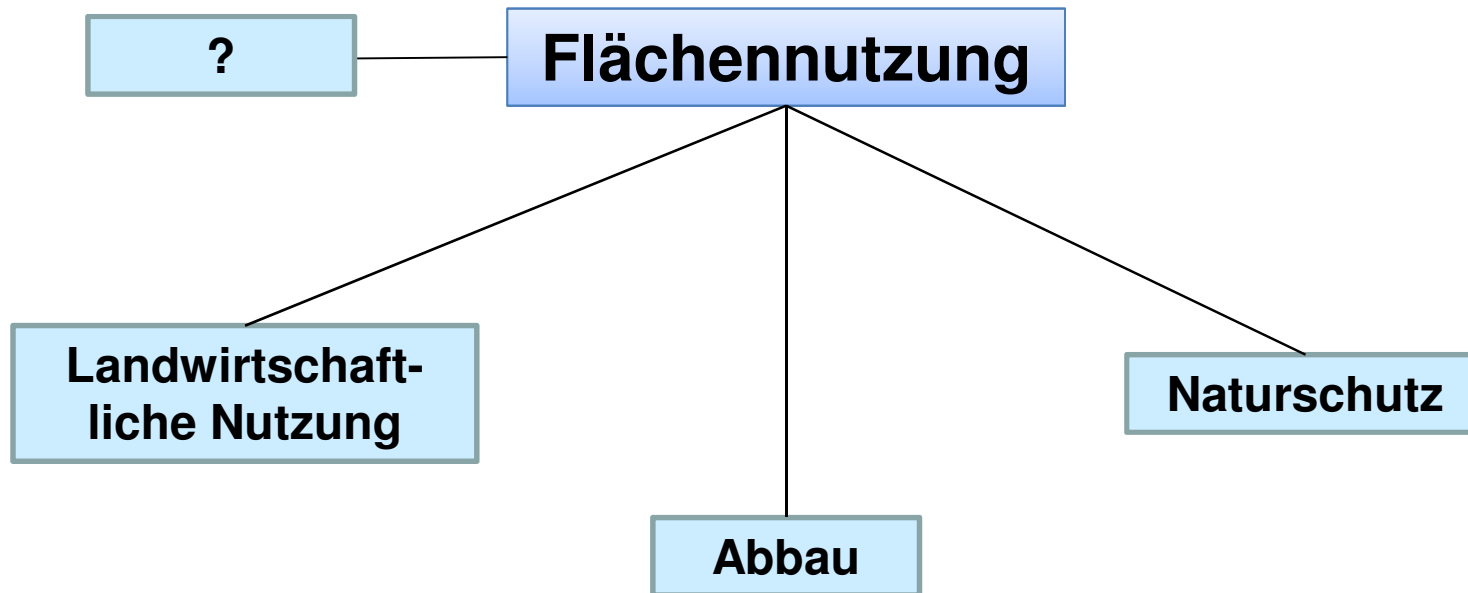 ?
Flächennutzung
Landwirtschaft-
liche Nutzung
Naturschutz
Abbau